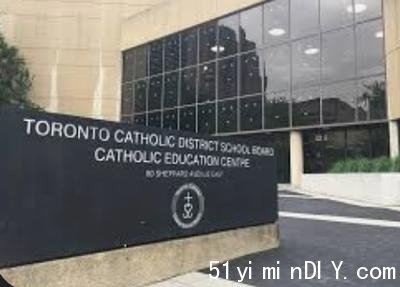 TORONTO CATHOLIC DISTRICT SCHOOL BOARD
CATHOLIC EDUCATION CENTRE
80 SHEPPARD AVENUE EAST
51yiminDIY.com